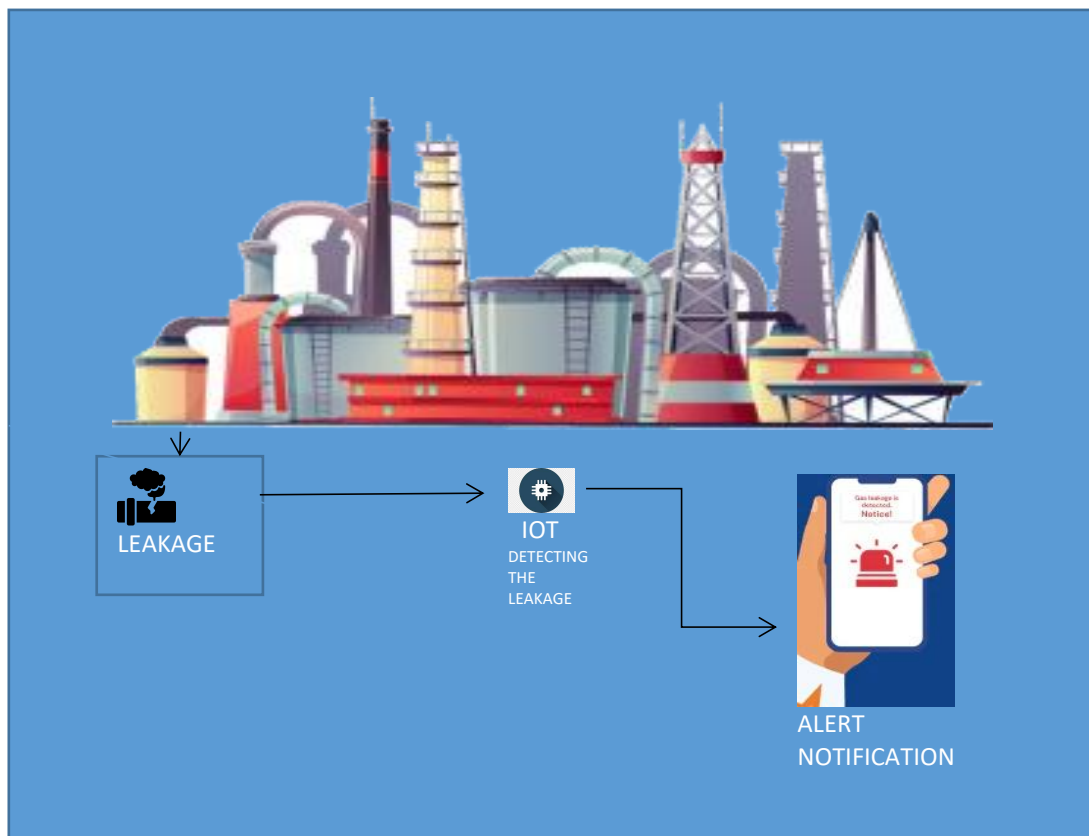 LEAKAGE
IOT
DETECTING
THE
LEAKAGE
Gas leakage is
detected.
Notice!
ALERT
NOTIFICATION